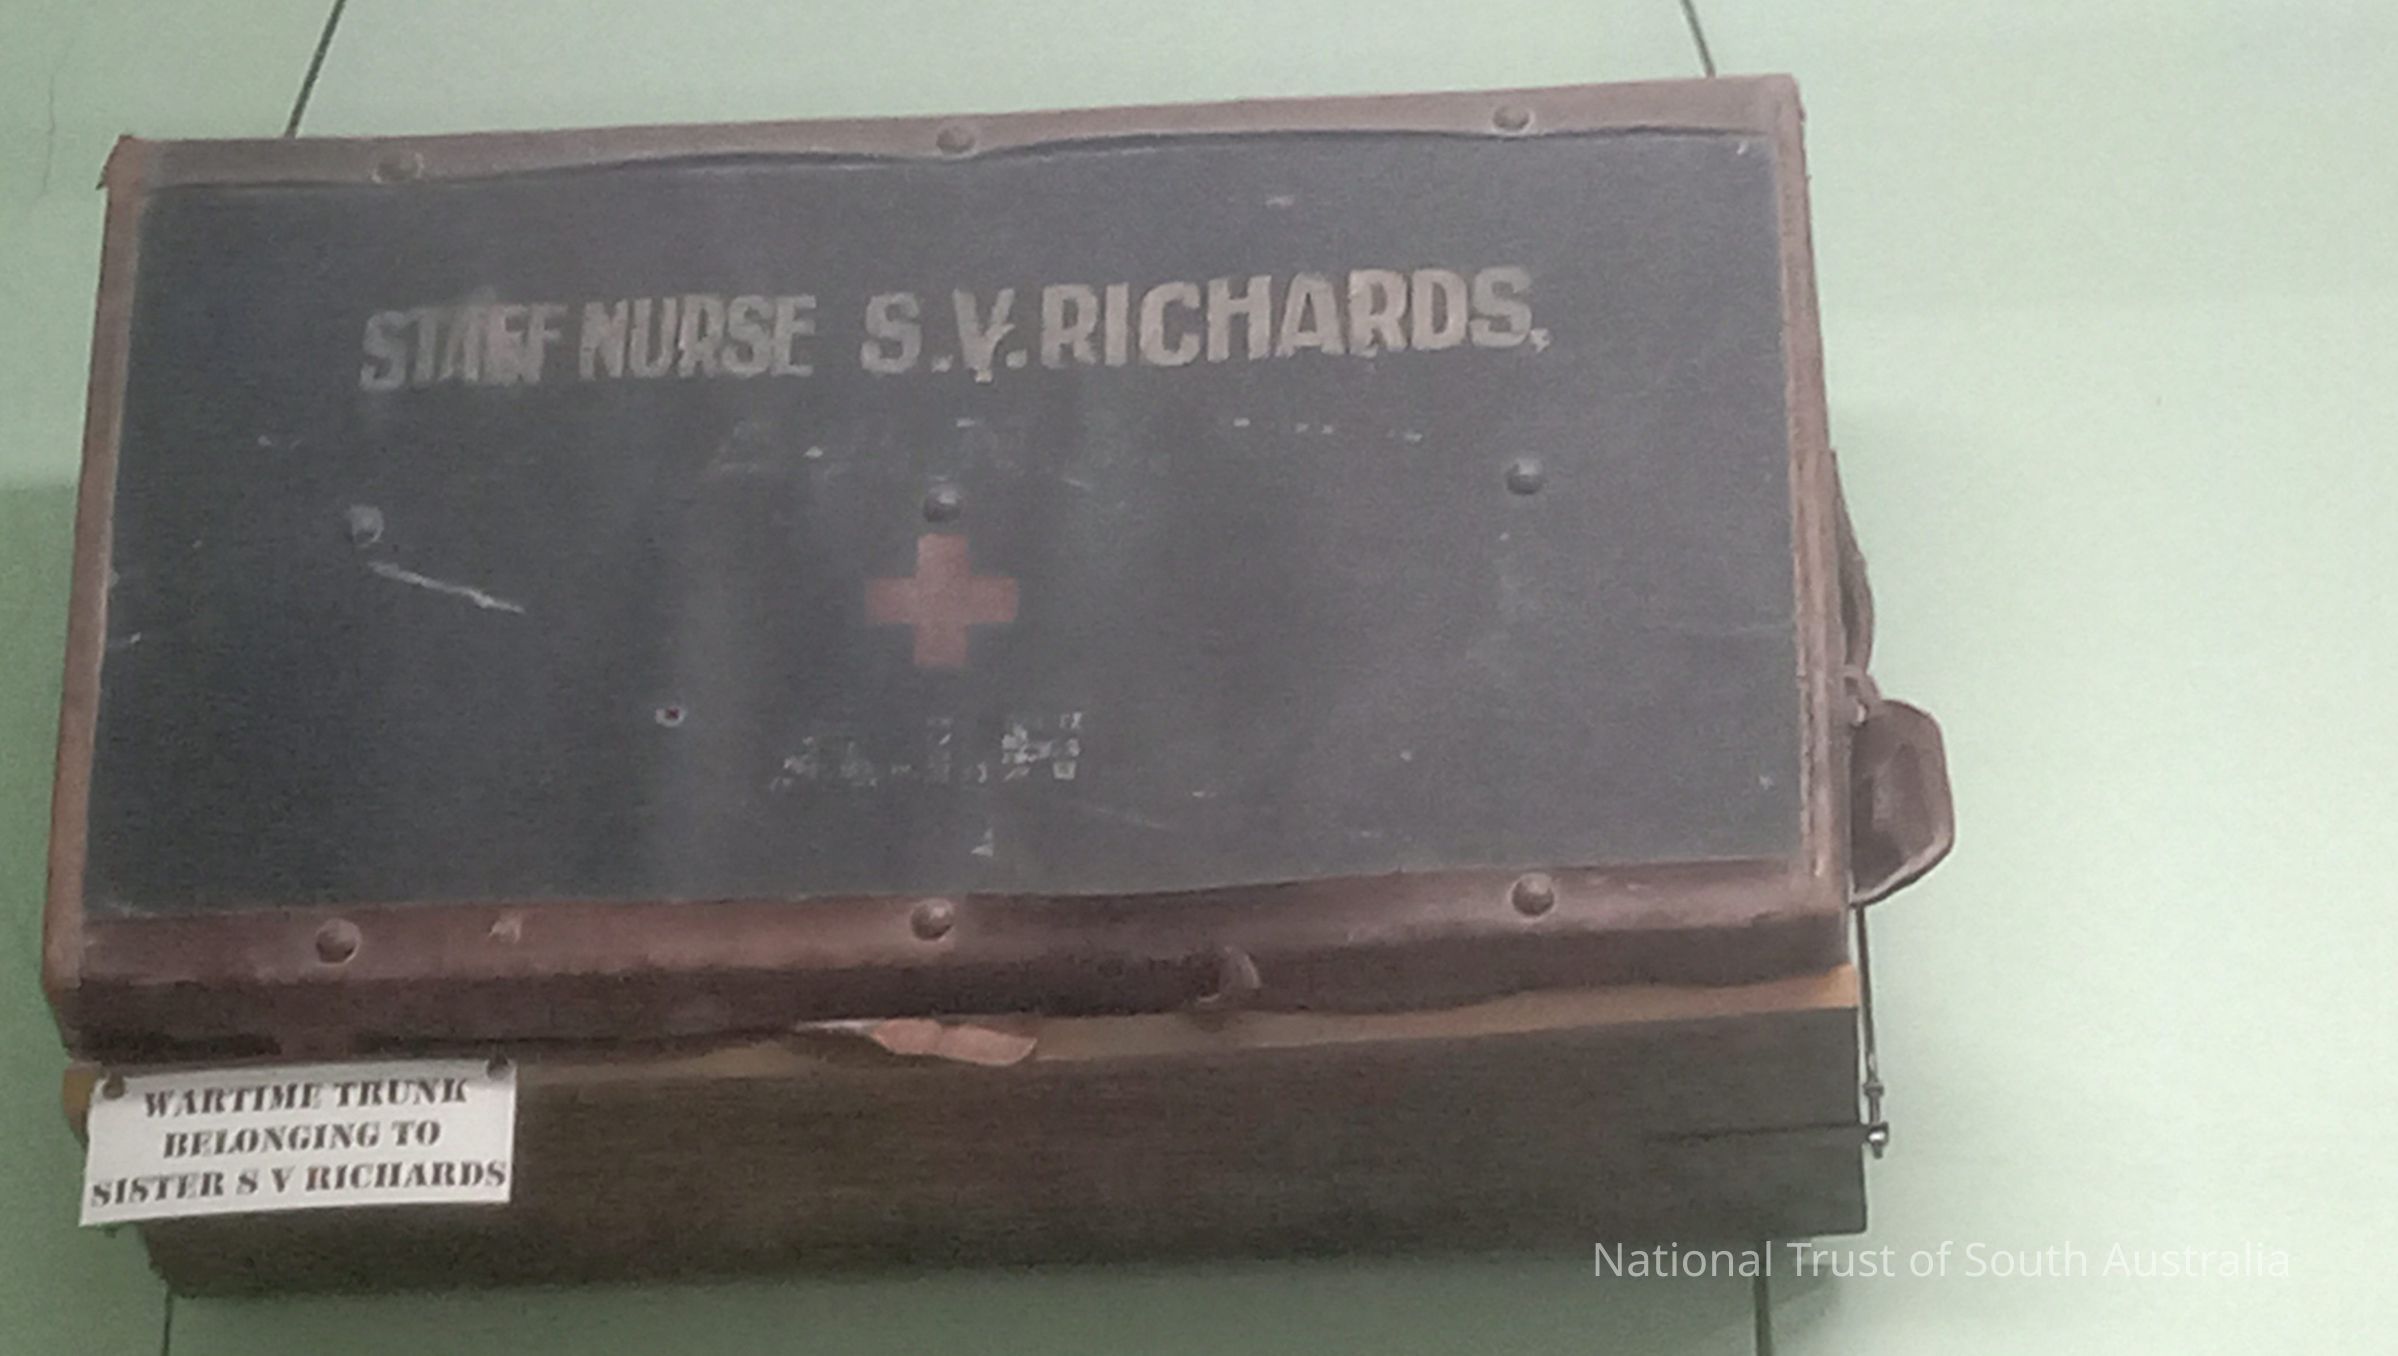 STAFF NURSE S.V. RICHARDS.
WARTIME TRUNK
BELONGING TO
SISTER S V RICHARDS
National Trust of South Australia